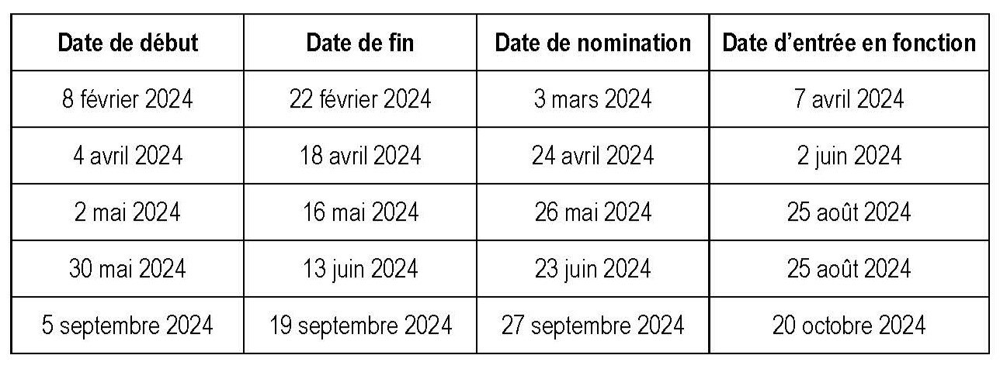 Date de début Date de fin Date de nomination Date d’entrée en fonction
8 février 2024 22 février 2024 3 mars 2024 7 avril 2024
4 avril 2024 18 avril 2024 24 avril 2024 2 juin 2024
2 mai 2024 16 mai 2024 26 mai 2024 25 août 2024
30 mai 2024 13 juin 2024 23 juin 2024 25 août 2024
5 septembre 2024 19 septembre 2024 27 septembre 2024 20 octobre 2024